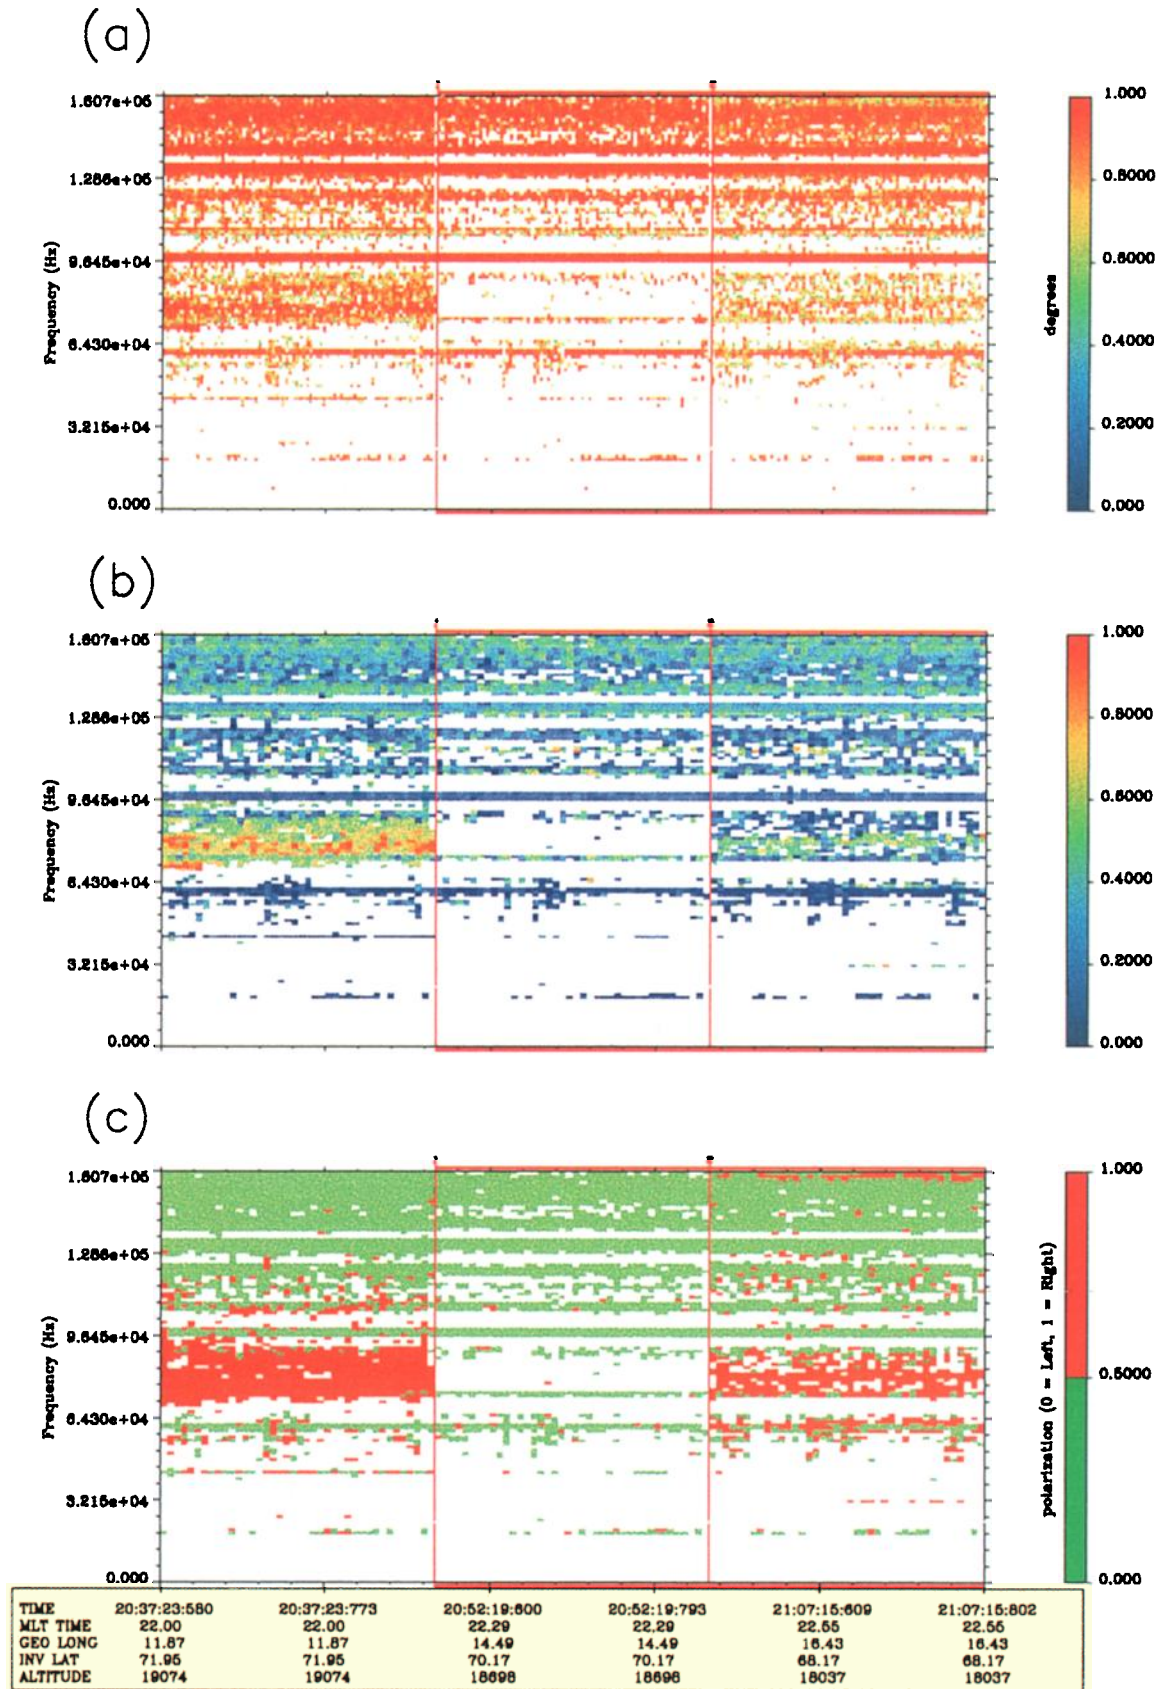 (a)
1.607e+05
1.286e+05
9.645e+04
6.430e+04
3.215e+04
0.000
Frequency (Hz)
1.000
0.8000
0.6000
0.4000
0.2000
0.000
degrees
(b)
1.607e+05
1.286e+05
9.645e+04
6.430e+04
3.215e+04
0.000
Frequency (Hz)
1.000
0.8000
0.6000
0.4000
0.2000
0.000
(c)
1.607e+05
1.286e+05
9.645e+04
6.430e+04
3.215e+04
0.000
Frequency (Hz)
1.000
0.5000
0.000
polarization (0 = Left, 1 = Right)
TIME 20:37:23:580 20:37:23:773 20:52:19:600 20:52:19:793 21:07:15:609 21:07:15:802
MLT TIME 22.00 22.00 22.29 22.29 22.55 22.55
GEO LONG 11.87 11.87 14.49 14.49 16.43 16.43
INV LAT 71.95 71.95 70.17 70.17 68.17 68.17
ALTITUDE 19074 19074 18698 18698 18037 18037